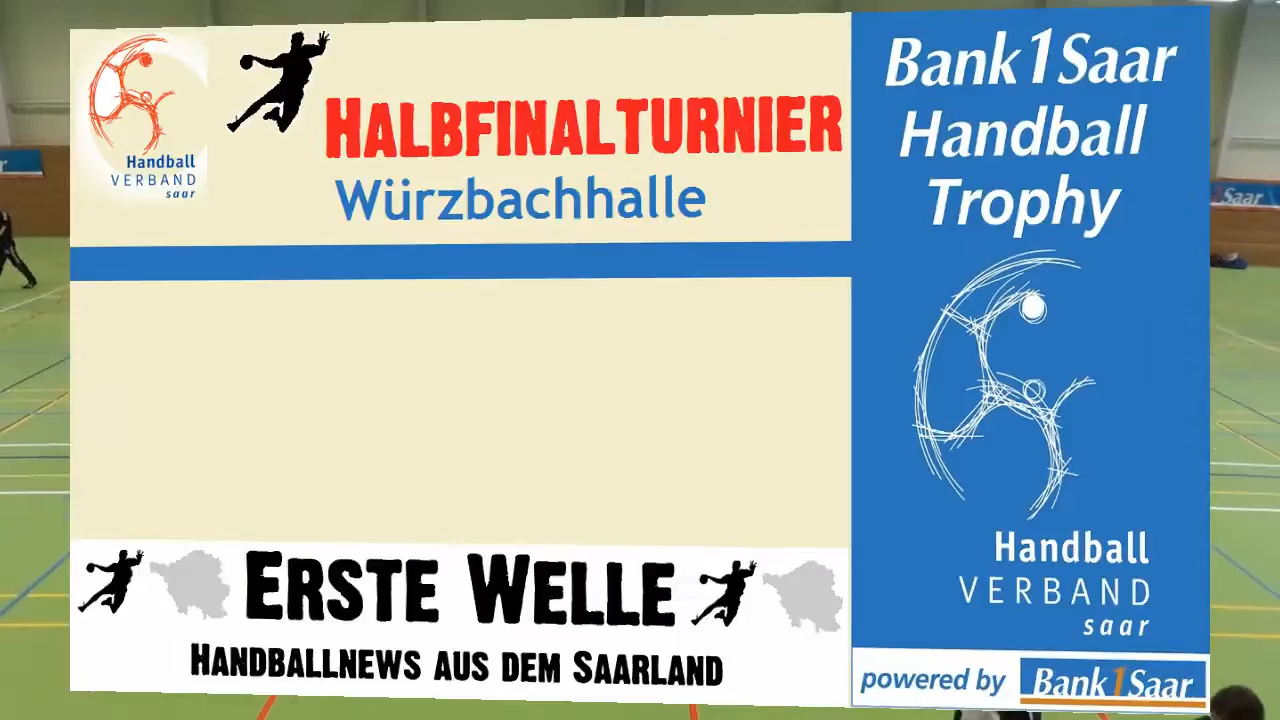 Handball
VERBAND
saar
HALBFINALTURNIER
Würzbachhalle
ERSTE WELLE
HANDBALLNEWS AUS DEM SAARLAND
Bank1Saar
Handball
Trophy
Handball
VERBAND
saar
powered by Bank1Saar
Saar